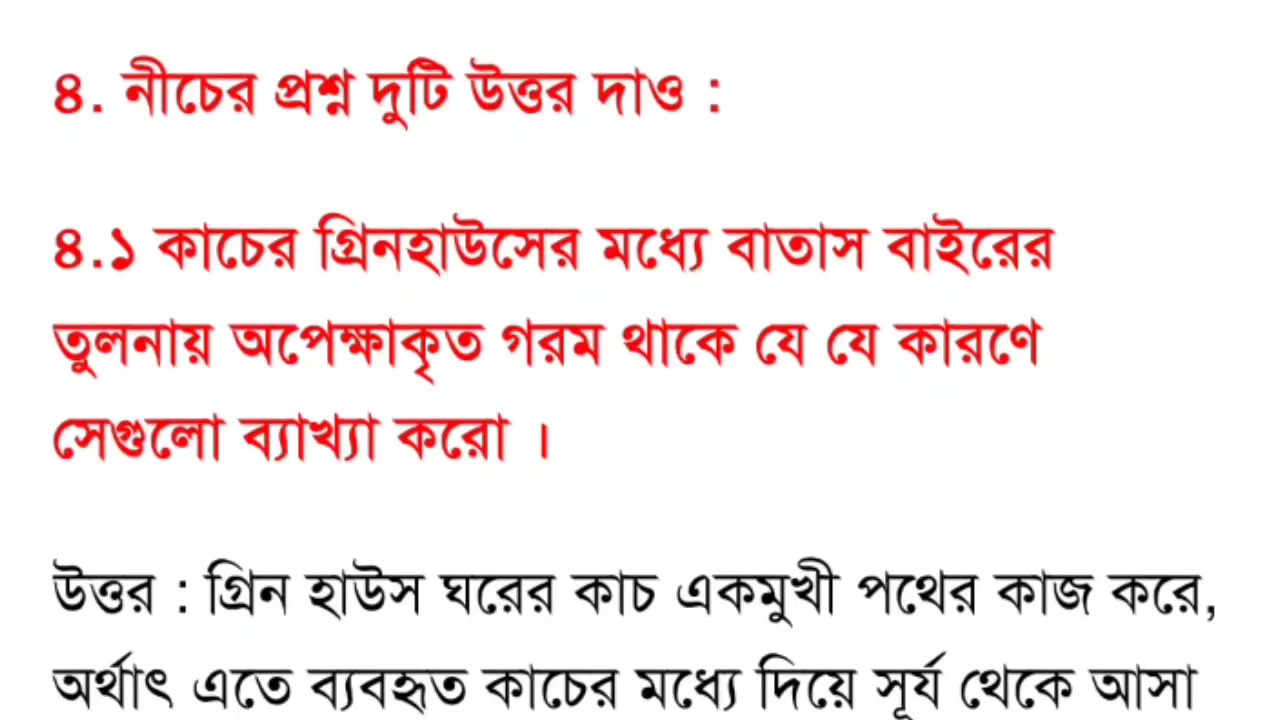 ৪. নীচের প্রশ্ন দুটি উত্তর দাও :
৪.১ কাচের গ্রিনহাউসের মধ্যে বাতাস বাইরের
তুলনায় অপেক্ষাকৃত গরম থাকে যে যে কারণে
সেগুলো ব্যাখ্যা করো ।
উত্তর : গ্রিন হাউস ঘরের কাচ একমুখী পথের কাজ করে,
অর্থাৎ এতে ব্যবহৃত কাচের মধ্যে দিয়ে সূর্য থেকে আসা